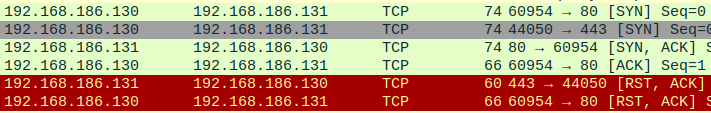 192.168.186.130 192.168.186.131 TCP 74 60954 → 80 [SYN] Seq=0
192.168.186.130 192.168.186.131 TCP 74 44050 → 443 [SYN] Seq=0
192.168.186.131 192.168.186.130 TCP 74 80 → 60954 [SYN, ACK] S
192.168.186.130 192.168.186.131 TCP 66 60954 → 80 [ACK] Seq=1
192.168.186.131 192.168.186.130 TCP 60 443 → 44050 [RST, ACK]
192.168.186.130 192.168.186.131 TCP 66 60954 → 80 [RST, ACK] S